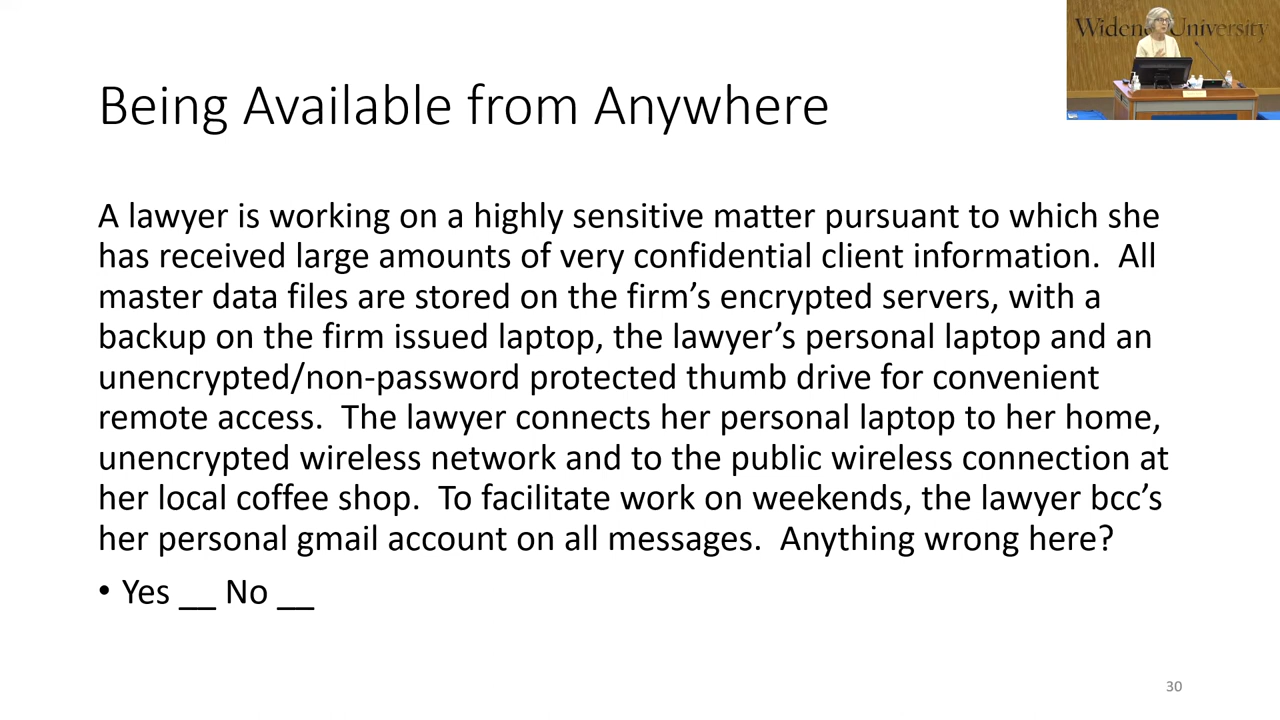 Widener University
Being Available from Anywhere
A lawyer is working on a highly sensitive matter pursuant to which she
has received large amounts of very confidential client information.  All
master data files are stored on the firm’s encrypted servers, with a
backup on the firm issued laptop, the lawyer’s personal laptop and an
unencrypted/non-password protected thumb drive for convenient
remote access.  The lawyer connects her personal laptop to her home,
unencrypted wireless network and to the public wireless connection at
her local coffee shop.  To facilitate work on weekends, the lawyer bcc’s
her personal gmail account on all messages.  Anything wrong here?
• Yes __ No __
30